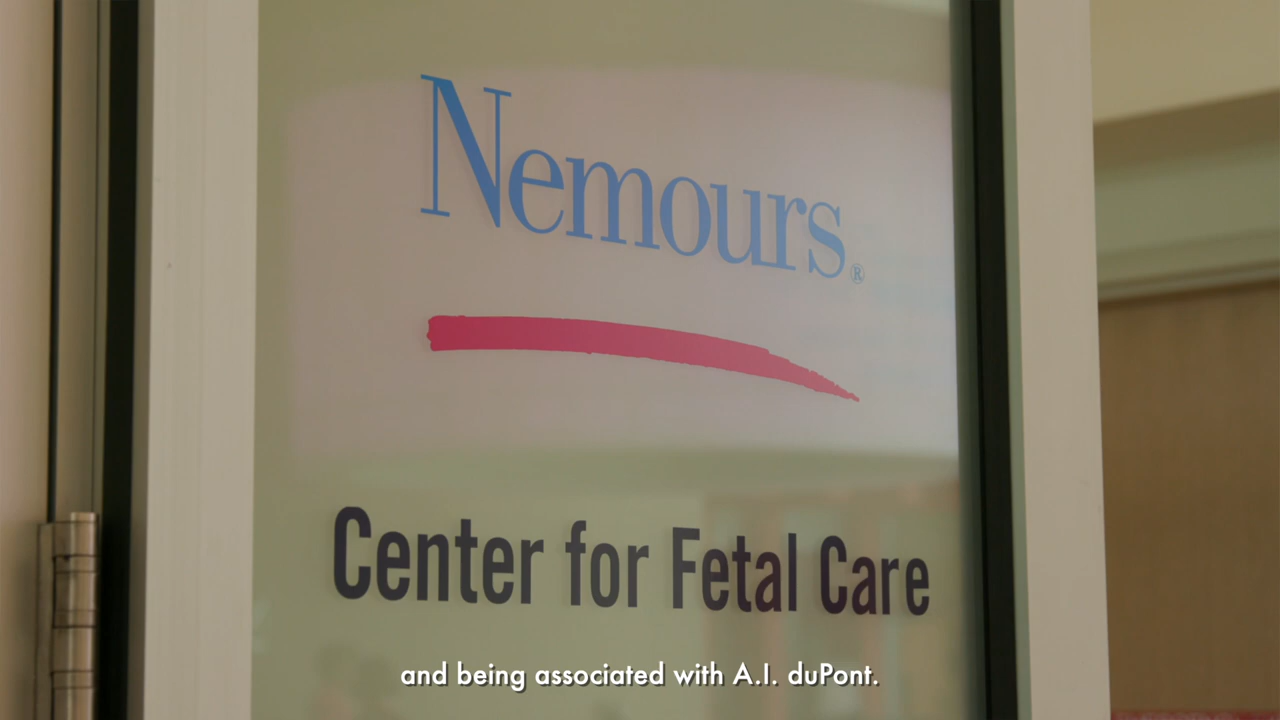 Nemours®
Center for Fetal Care
and being associated with A.I. duPont.